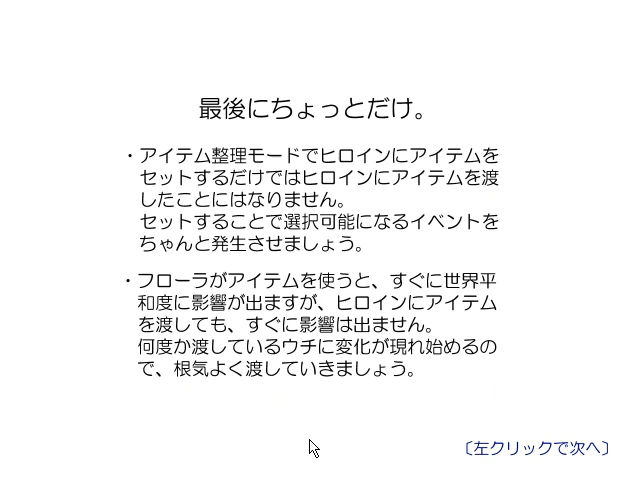 最後にちょっとだけ。
・アイテム整理モードでヒロインにアイテムを
セットするだけではヒロインにアイテムを渡
したことにはなりません。
セットすることで選択可能になるイベントを
ちゃんと発生させましょう。
・フローラがアイテムを使うと、すぐに世界平
和度に影響が出ますが、ヒロインにアイテム
を渡しても、すぐに影響は出ません。
何度か渡しているウチに変化が現れ始めるの
で、根気よく渡していきましょう。
〔左クリックで次へ〕